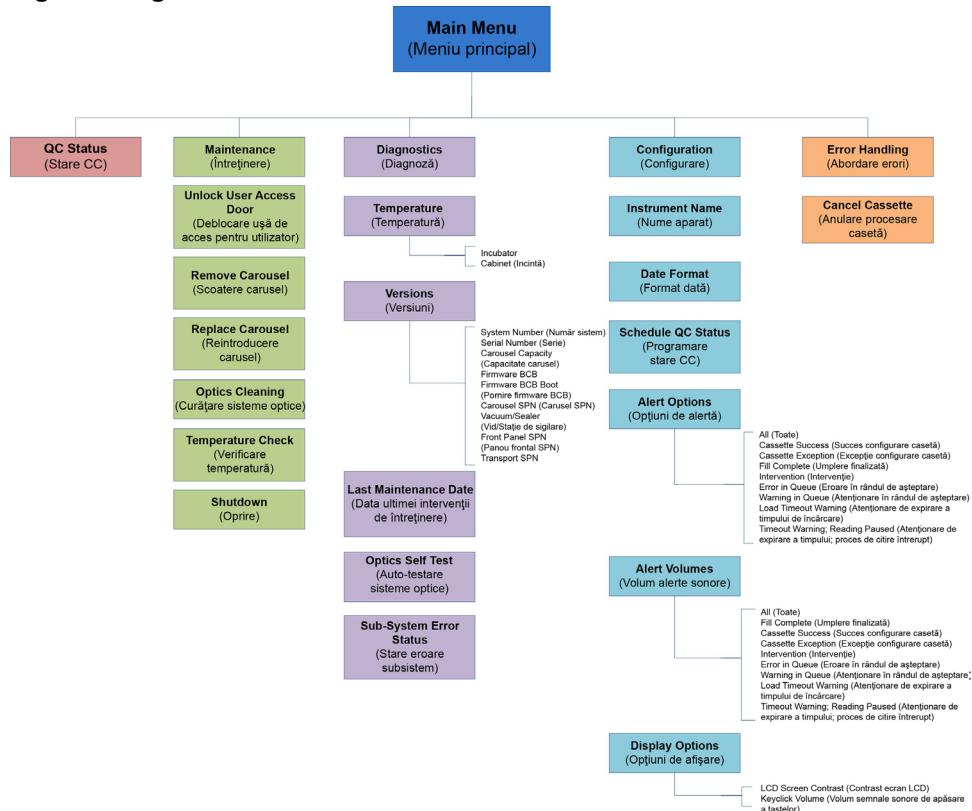 Main Menu
(Meniu principal)
QC Status
(Stare CC)
Maintenance
(Întreţinere)
Unlock User Access
Door
(Deblocare uşă de
acces pentru utilizator)
Remove Carousel
(Scoatere carusel)
Replace Carousel
(Reintroducere
carusel)
Optics Cleaning
(Curăţare sisteme optice)
Temperature Check
(Verificare
temperatură)
Shutdown
(Oprire)
Diagnostics
(Diagnoză)
Temperature
(Temperatură)
Incubator
Cabinet (Incintă)
Versions
(Versiuni)
System Number (Număr sistem)
Serial Number (Serie)
Carousel Capacity
(Capacitate carusel)
Firmware BCB
Firmware BCB Boot
(Pornire firmware BCB)
Carousel SPN (Carusel SPN)
Vacuum/Sealer
(Vid/Staţie de sigilare)
Front Panel SPN
(Panou frontal SPN)
Transport SPN
Last Maintenance Date
(Data ultimei intervenţii
de întreţinere)
Optics Self Test
(Auto-testare
sisteme optice)
Sub-System Error
Status
(Stare eroare
subsistem)
Configuration
(Configurare)
Instrument Name
(Nume aparat)
Date Format
(Format dată)
Schedule QC Status
(Programare
stare CC)
Alert Options
(Opţiuni de alertă)
All (Toate)
Cassette Success (Succes configurare casetă)
Cassette Exception (Excepţie configurare casetă)
Fill Complete (Umplere finalizată)
Intervention (Intervenţie)
Error in Queue (Eroare în rândul de aşteptare)
Warning in Queue (Atenţionare în rândul de aşteptare)
Load Timeout Warning (Atenţionare de expirare a
timpului de încărcare)
Timeout Warning; Reading Paused (Atenţionare de
expirare a timpului; proces de citire întrerupt)
Alert Volumes
(Volum alerte sonore)
All (Toate)
Fill Complete (Umplere finalizată)
Cassette Success (Succes configurare casetă)
Cassette Exception (Excepţie configurare casetă)
Intervention (Intervenţie)
Error in Queue (Eroare în rândul de aşteptare)
Warning in Queue (Atenţionare în rândul de aşteptare)
Load Timeout Warning (Atenţionare de expirare a
timpului de încărcare)
Timeout Warning; Reading Paused (Atenţionare de
expirare a timpului; proces de citire întrerupt)
Display Options
(Opţiuni de afişare)
LCD Screen Contrast (Contrast ecran LCD)
Keyclick Volume (Volum semnale sonore de apăsare
a tastelor)
Error Handling
(Abordare erori)
Cancel Cassette
(Anulare procesare
casetă)